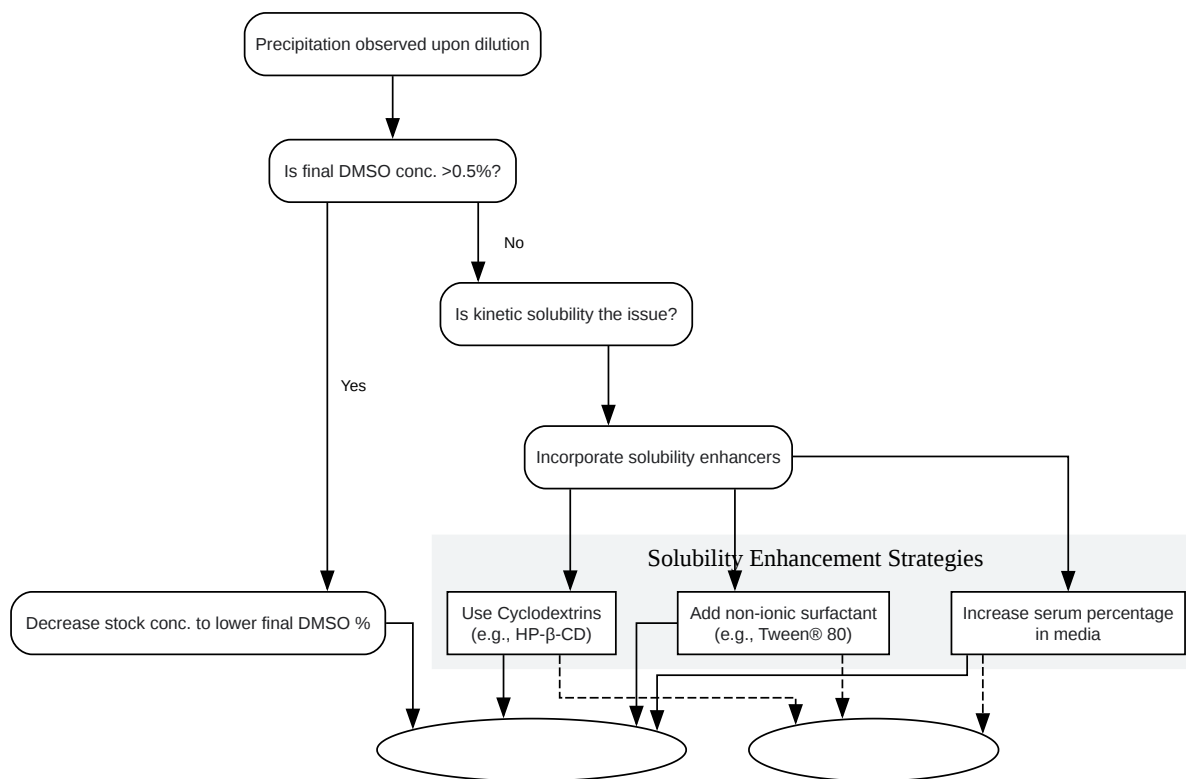 Precipitation observed upon dilution
Is final DMSO conc. >0.5%?
No
Is kinetic solubility the issue?
Yes
Incorporate solubility enhancers
Solubility Enhancement Strategies
Decrease stock conc. to lower final DMSO %
Use Cyclodextrins
(e.g., HP-β-CD)
Add non-ionic surfactant
(e.g., Tween® 80)
Increase serum percentage
in media